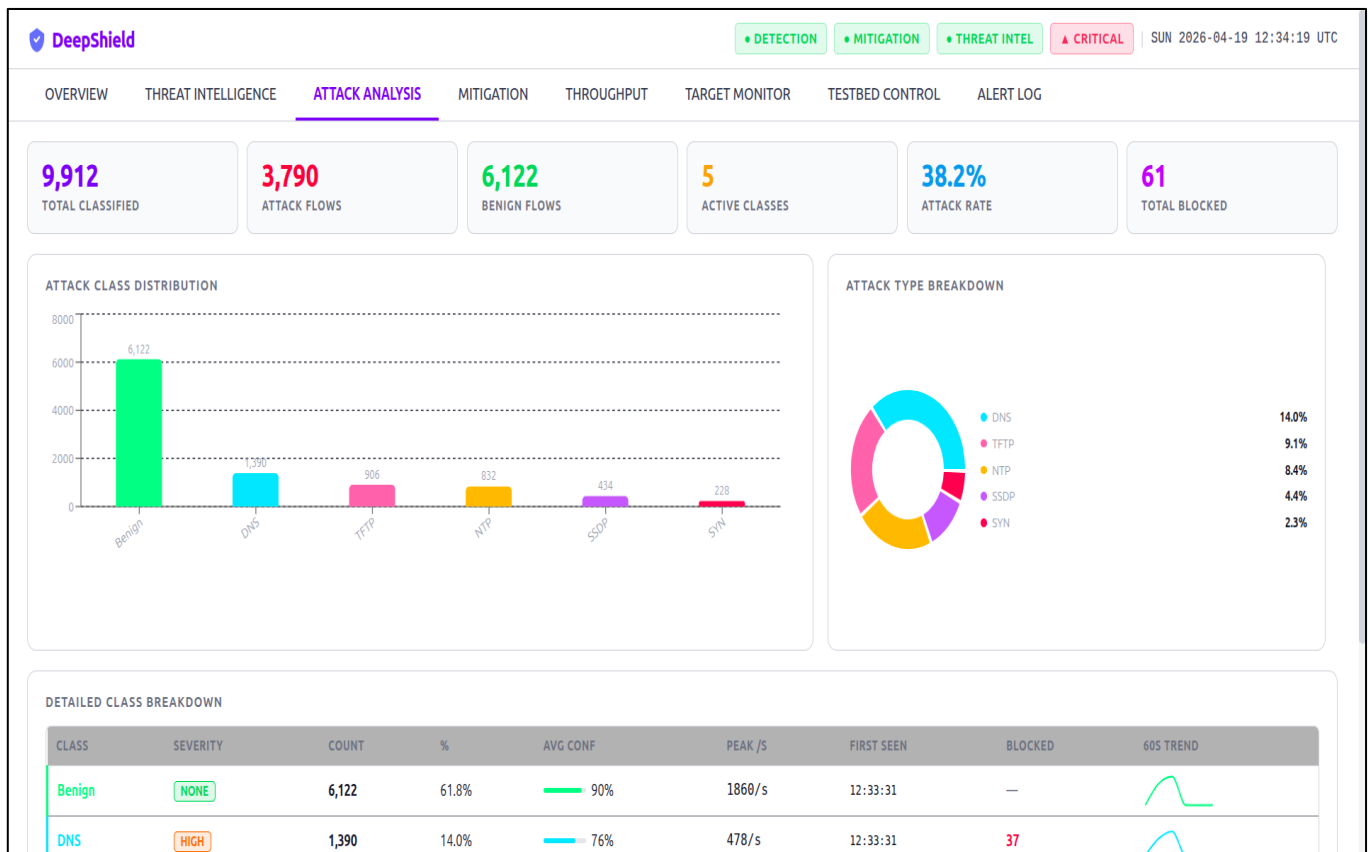 DeepShield
● DETECTION ● MITIGATION ● THREAT INTEL ▲ CRITICAL SUN 2026-04-19 12:34:19 UTC
OVERVIEW THREAT INTELLIGENCE ATTACK ANALYSIS MITIGATION THROUGHPUT TARGET MONITOR TESTBED CONTROL ALERT LOG
9,912 3,790 6,122 5 38.2% 61
TOTAL CLASSIFIED ATTACK FLOWS BENIGN FLOWS ACTIVE CLASSES ATTACK RATE TOTAL BLOCKED
ATTACK CLASS DISTRIBUTION
8000
6000
4000
2000
0
6,122 1,390 906 832 434 228
Benign DNS TFTP NTP SSDP SYN
ATTACK TYPE BREAKDOWN
DNS 14.0%
TFTP 9.1%
NTP 8.4%
SSDP 4.4%
SYN 2.3%
DETAILED CLASS BREAKDOWN
CLASS SEVERITY COUNT % AVG CONF PEAK /S FIRST SEEN BLOCKED 60S TREND
Benign NONE 6,122 61.8% 90% 1860/s 12:33:31 —
DNS HIGH 1,390 14.0% 76% 478/s 12:33:31 37